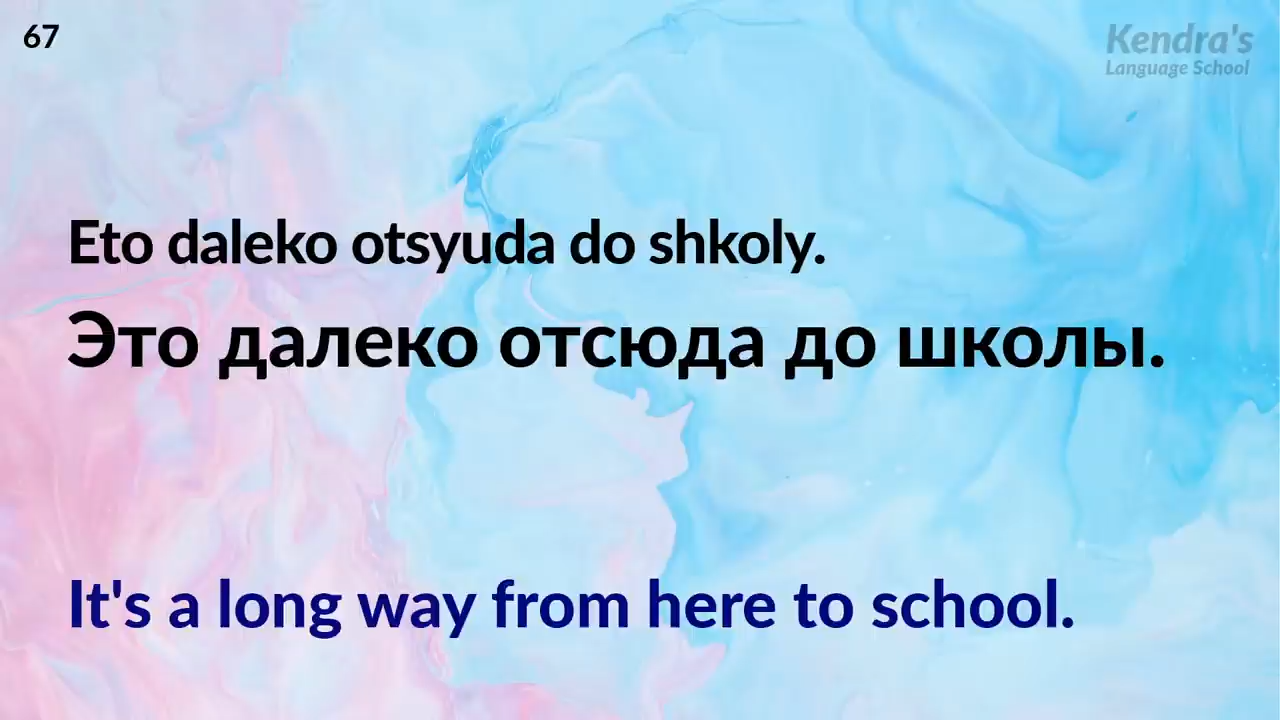 67
Kendra's
Language School
Eto daleko otsyuda do shkoly.
Это далеко отсюда до школы.
It's a long way from here to school.